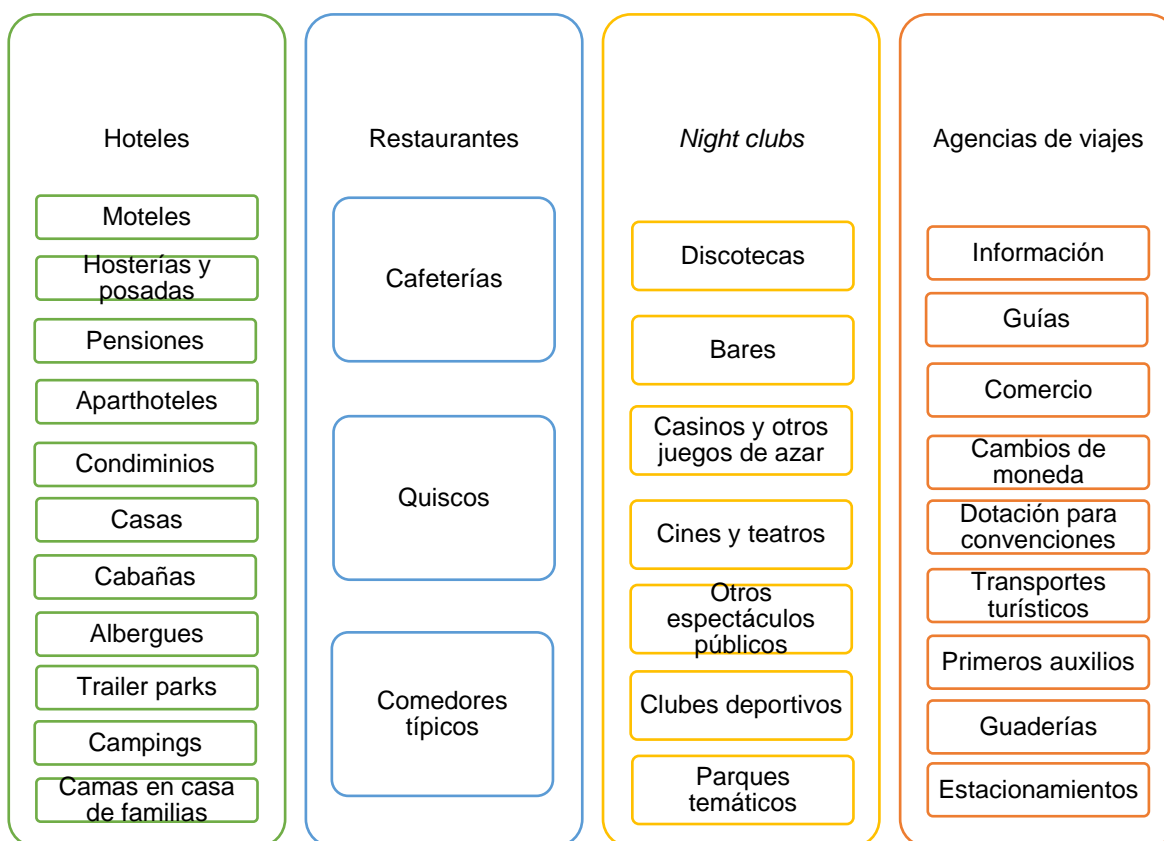 Hoteles
Moteles
Hosterías y
posadas
Pensiones
Aparthoteles
Condiminios
Casas
Cabañas
Albergues
Trailer parks
Campings
Camas en casa
de familias
Restaurantes
Cafeterías
Quiscos
Comedores
típicos
Night clubs
Discotecas
Bares
Casinos y otros
juegos de azar
Cines y teatros
Otros
espectáculos
públicos
Clubes deportivos
Parques
temáticos
Agencias de viajes
Información
Guías
Comercio
Cambios de
moneda
Dotación para
convenciones
Transportes
turísticos
Primeros auxilios
Guaderías
Estacionamientos